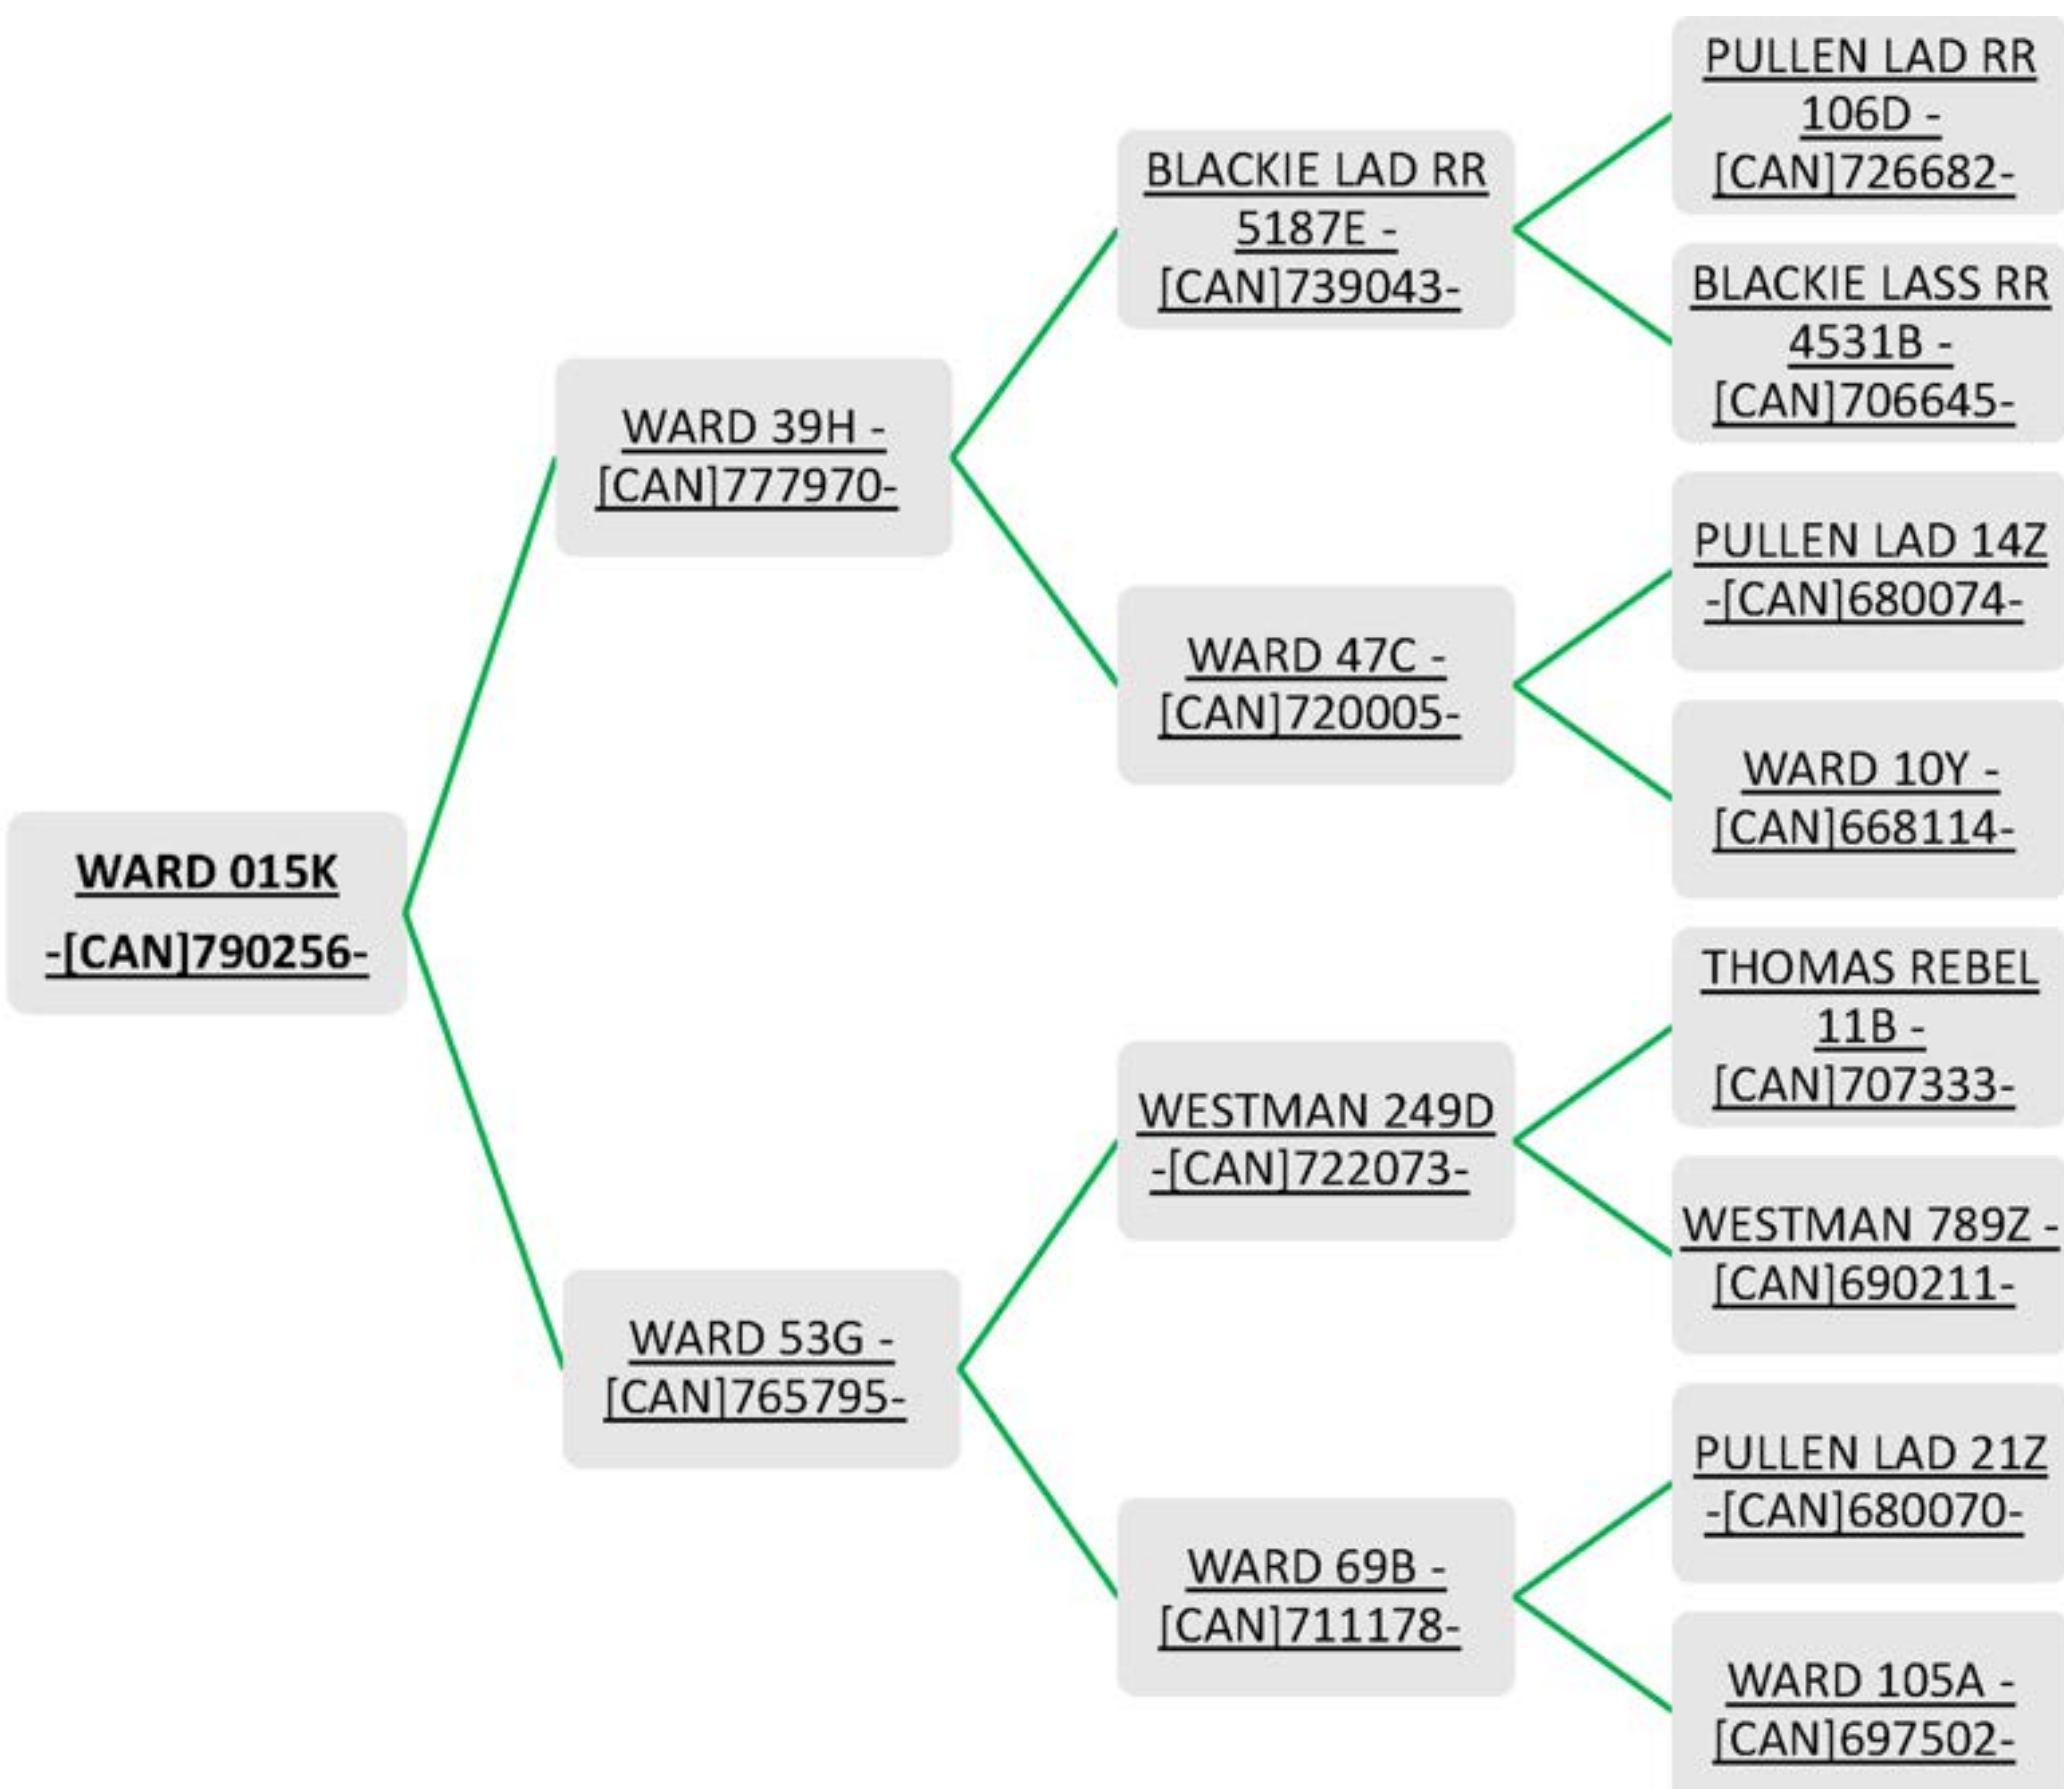 PULLEN LAD RR
106D -
[CAN]726682-
BLACKIE LAD RR
5187E -
[CAN]739043-
BLACKIE LASS RR
4531B -
[CAN]706645-
WARD 39H -
[CAN]777970-
PULLEN LAD 14Z
-[CAN]680074-
WARD 47C -
[CAN]720005-
WARD 10Y -
[CAN]668114-
WARD 015K
-[CAN]790256-
THOMAS REBEL
11B -
[CAN]707333-
WESTMAN 249D
-[CAN]722073-
WESTMAN 789Z -
[CAN]690211-
WARD 53G -
[CAN]765795-
PULLEN LAD 21Z
-[CAN]680070-
WARD 69B -
[CAN]711178-
WARD 105A -
[CAN]697502-